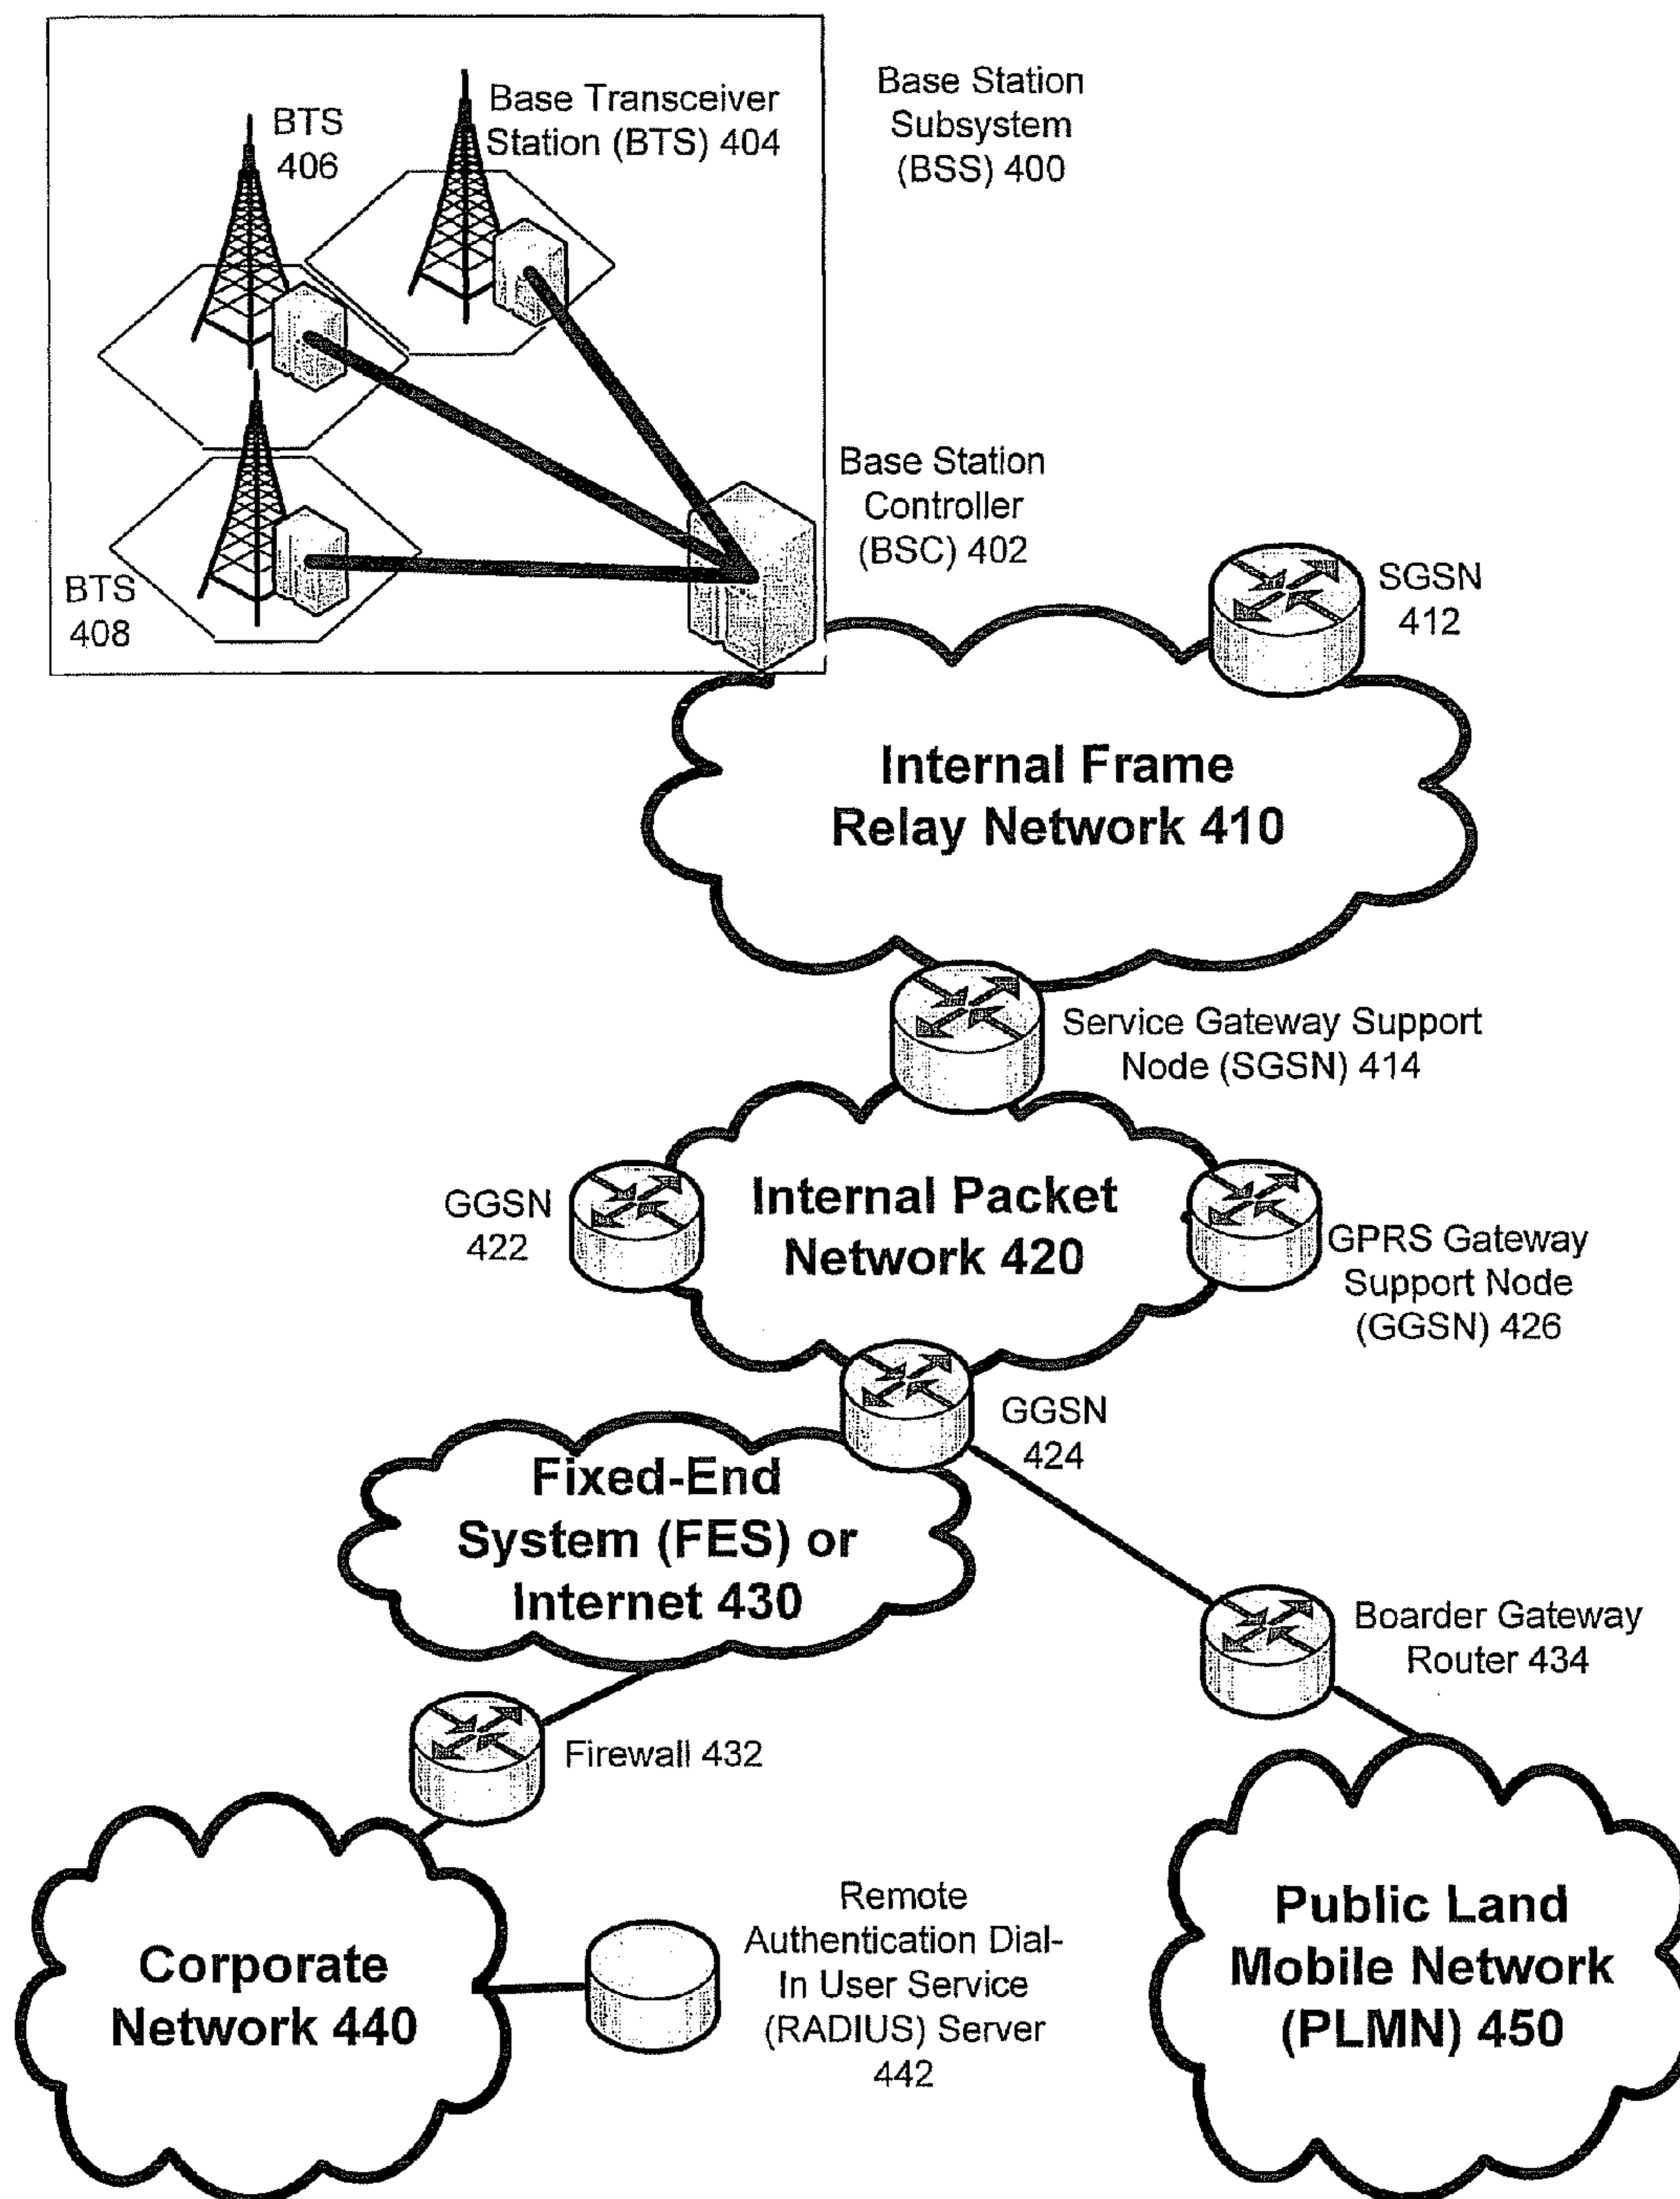 BTS
406
Base Transceiver
Station (BTS) 404
Base Station
Subsystem
(BSS) 400
BTS
408
Base Station
Controller
(BSC) 402
SGSN
412
Internal Frame
Relay Network 410
Service Gateway Support
Node (SGSN) 414
GGSN
422
Internal Packet
Network 420
GPRS Gateway
Support Node
(GGSN) 426
GGSN
424
Fixed-End
System (FES) or
Internet 430
Boarder Gateway
Router 434
Firewall 432
Corporate
Network 440
Remote
Authentication Dial-
In User Service
(RADIUS) Server
442
Public Land
Mobile Network
(PLMN) 450